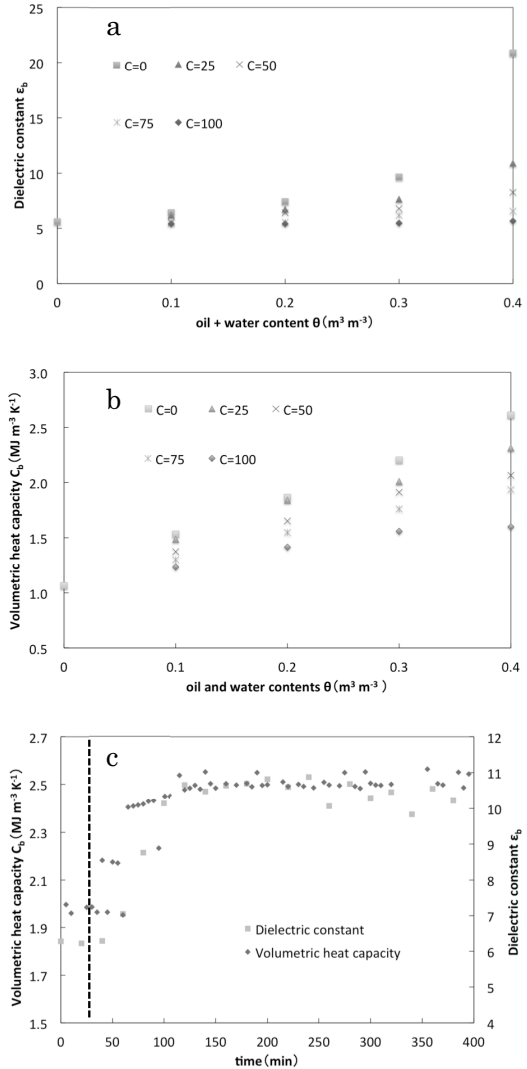 25
a
20
C=0 C=25 C=50
15
C=75 C=100
10
5
0
0 0.1 0.2 0.3 0.4
Dielectric constant εb
oil + water content θ(m³ m⁻³)
3.0
b
C=0 C=25 C=50
2.5
C=75 C=100
2.0
1.5
1.0
0.5
0 0.1 0.2 0.3 0.4
Volumetric heat capacity Cb(MJ m⁻³ K⁻¹)
oil and water contents θ(m³ m⁻³ )
2.7 12
c
2.5 11
10
2.3 9
2.1 8
1.9 7
Dielectric constant
6
1.7 Volumetric heat capacity
5
1.5 4
0 50 100 150 200 250 300 350 400
Volumetric heat capacity Cb(MJ m⁻³ K⁻¹)
Dielectric constant εb
time(min)